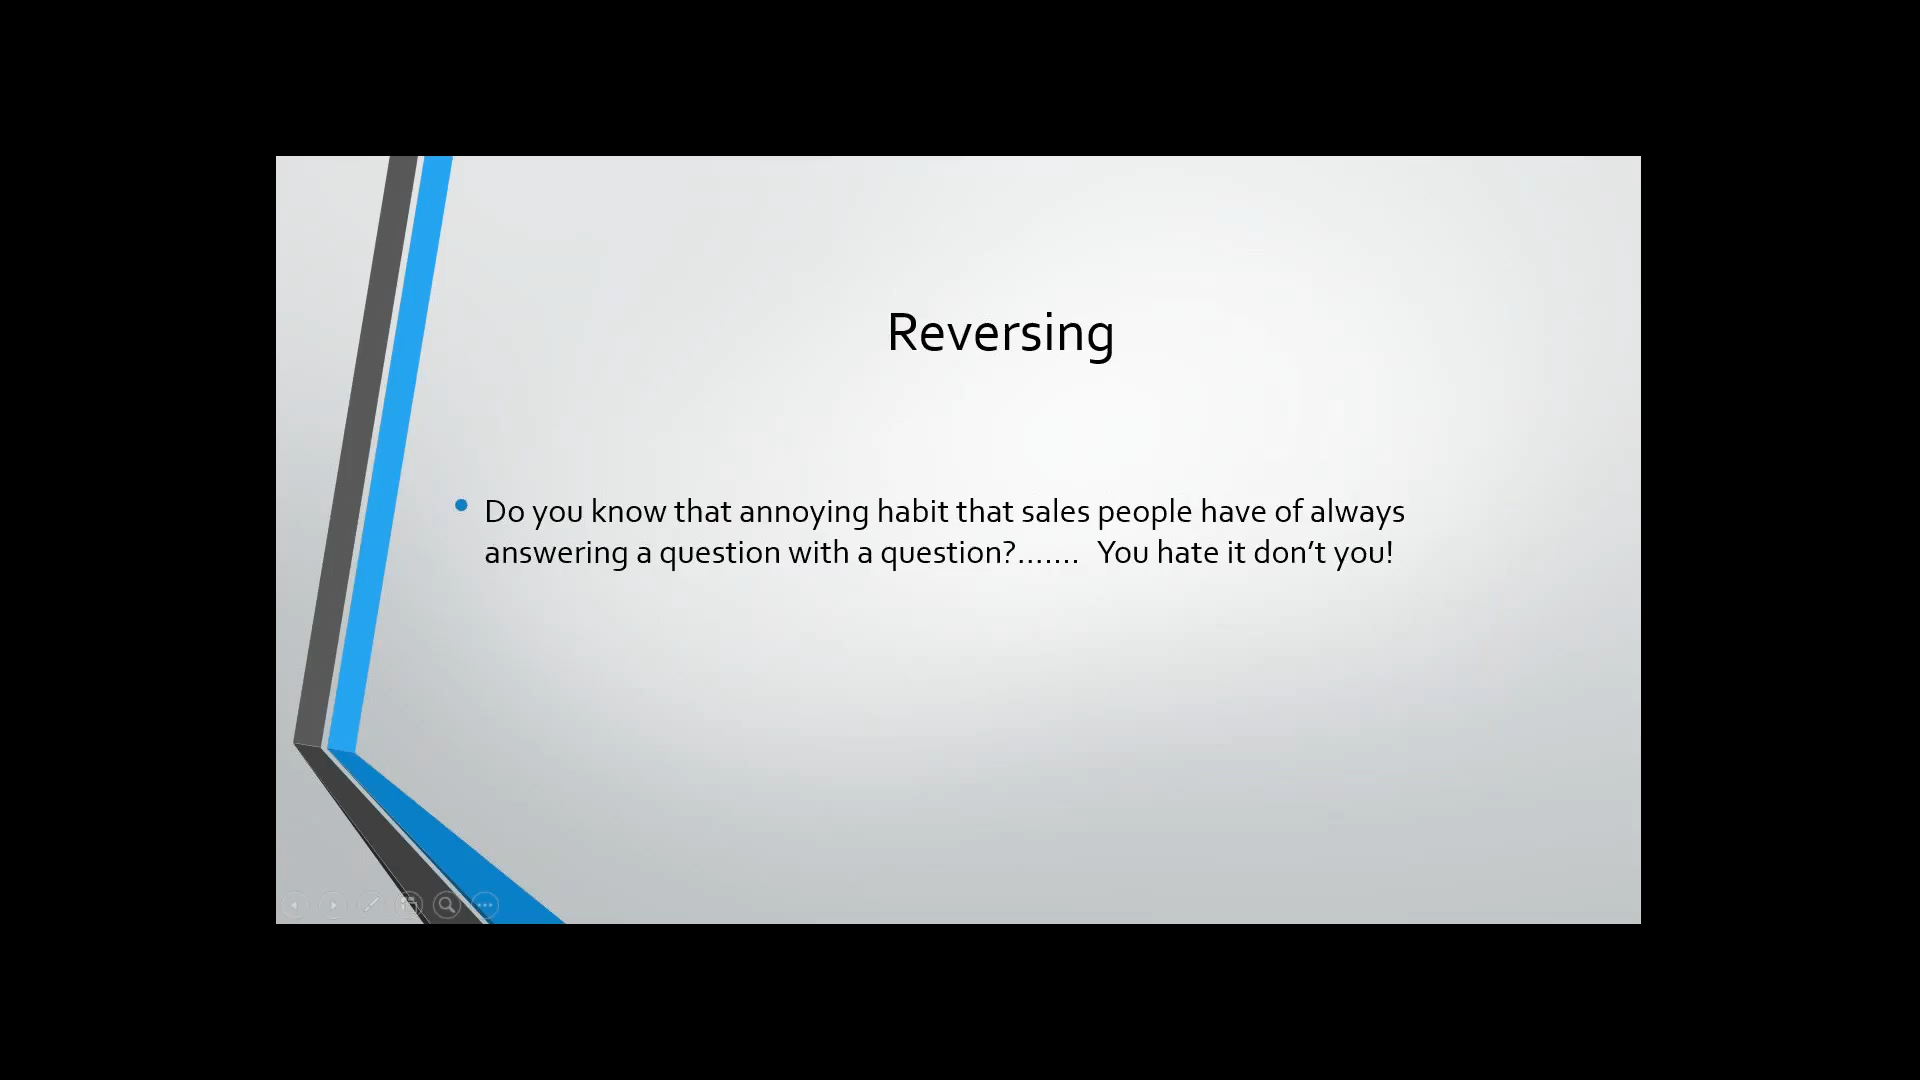 Reversing
Do you know that annoying habit that sales people have of always
answering a question with a question?.......  You hate it don’t you!